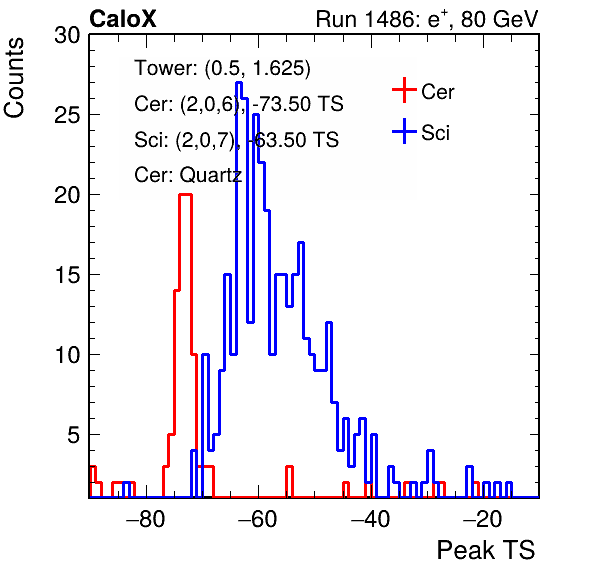 CaloX Run 1486: e⁺, 80 GeV
Counts
30
Tower: (0.5, 1.625)
Cer: (2,0,6), -73.50 TS
Sci: (2,0,7), -63.50 TS
Cer: Quartz
Cer
Sci
25
20
15
10
5
−80 −60 −40 −20
Peak TS